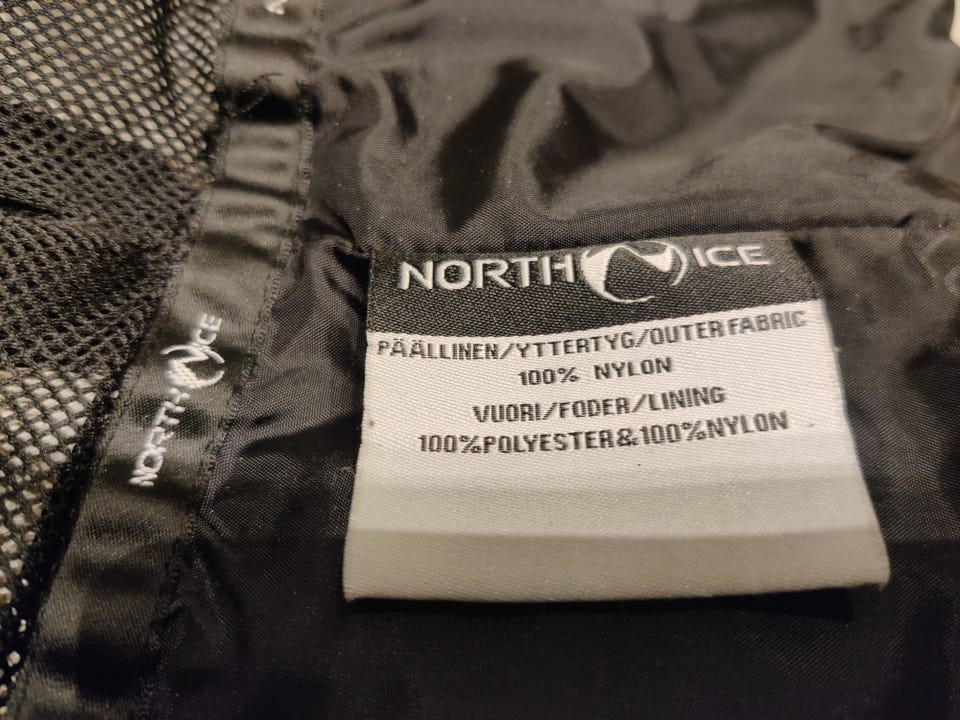 NORTH ICE
PÄÄLLINEN/YTTERTYG/OUTER FABRIC
100% NYLON
VUORI/FODER/LINING
100%POLYESTER&100%NYLON
NORTH ICE